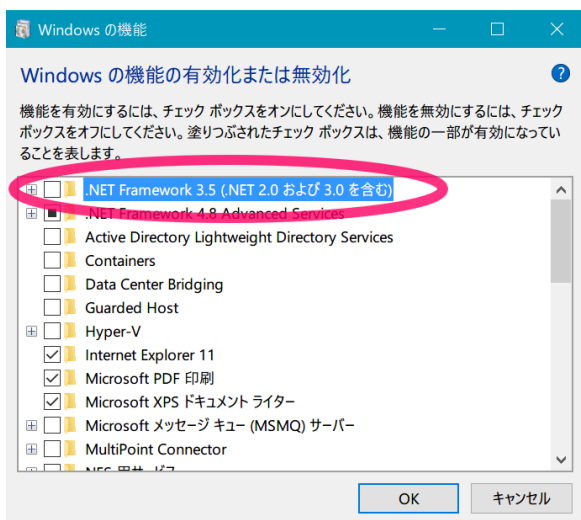 Windows の機能
Windows の機能の有効化または無効化
機能を有効にするには、チェック ボックスをオンにしてください。機能を無効にするには、チェック
ボックスをオフにしてください。塗りつぶされたチェック ボックスは、機能の一部が有効になってい
ることを表します。
.NET Framework 3.5 (.NET 2.0 および 3.0 を含む)
.NET Framework 4.8 Advanced Services
Active Directory Lightweight Directory Services
Containers
Data Center Bridging
Guarded Host
Hyper-V
Internet Explorer 11
Microsoft PDF 印刷
Microsoft XPS ドキュメント ライター
Microsoft メッセージ キュー (MSMQ) サーバー
MultiPoint Connector
OK
キャンセル